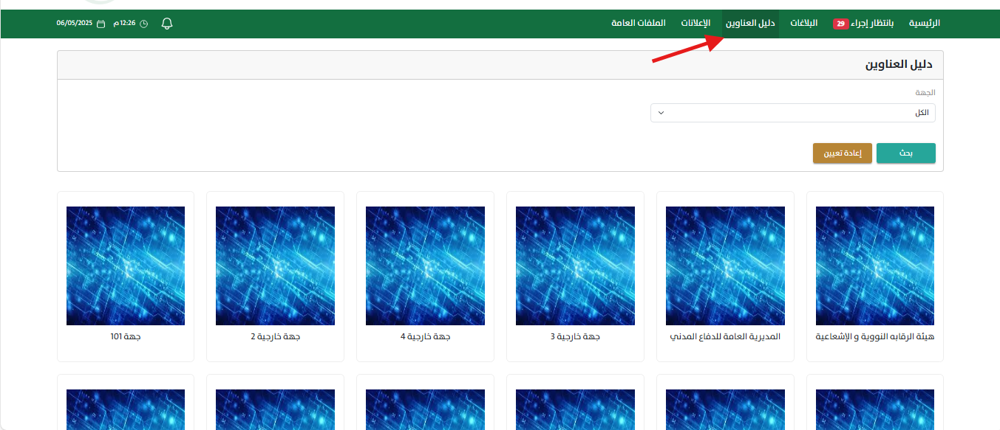 الرئيسية
بانتظار إجراء 29
البلاغات
دليل العناوين
الإعلانات
الملفات العامة
12:26 م
06/05/2025
دليل العناوين
الجهة
الكل
بحث
إعادة تعيين
هيئة الرقابه النووية و الإشعاعية
المديرية العامة للدفاع المدني
جهة خارجية 3
جهة خارجية 4
جهة خارجية 2
جهة 101